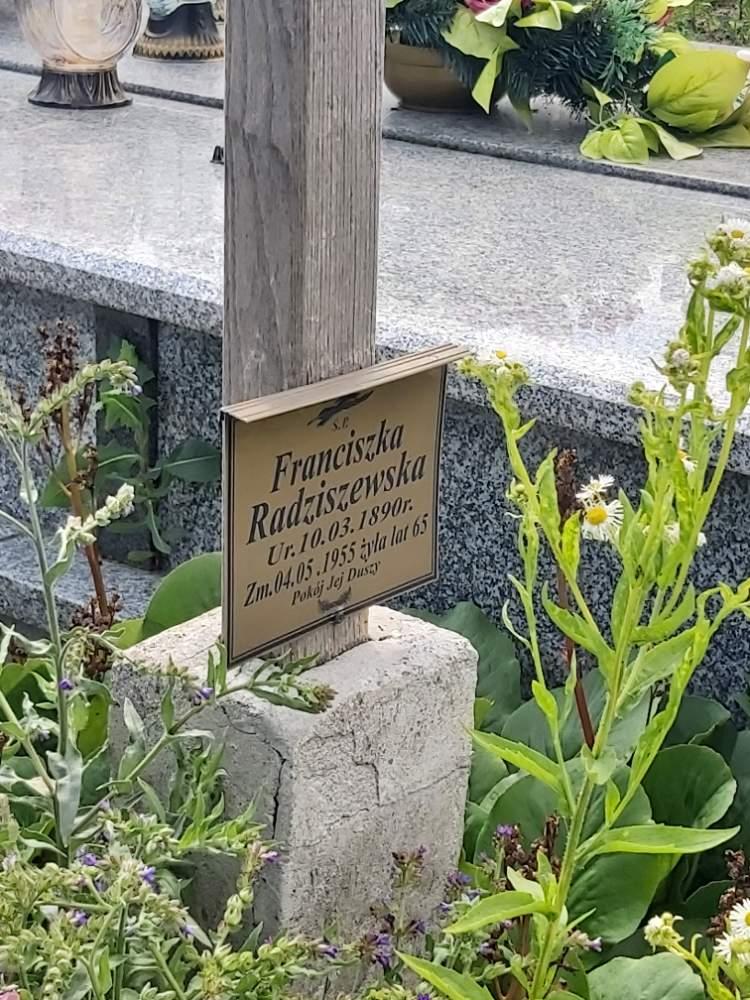 Ś.P.
Franciszka
Radziszewska
Ur.10.03.1890r.
Zm.04.05.1955 żyła lat 65
Pokój Jej Duszy